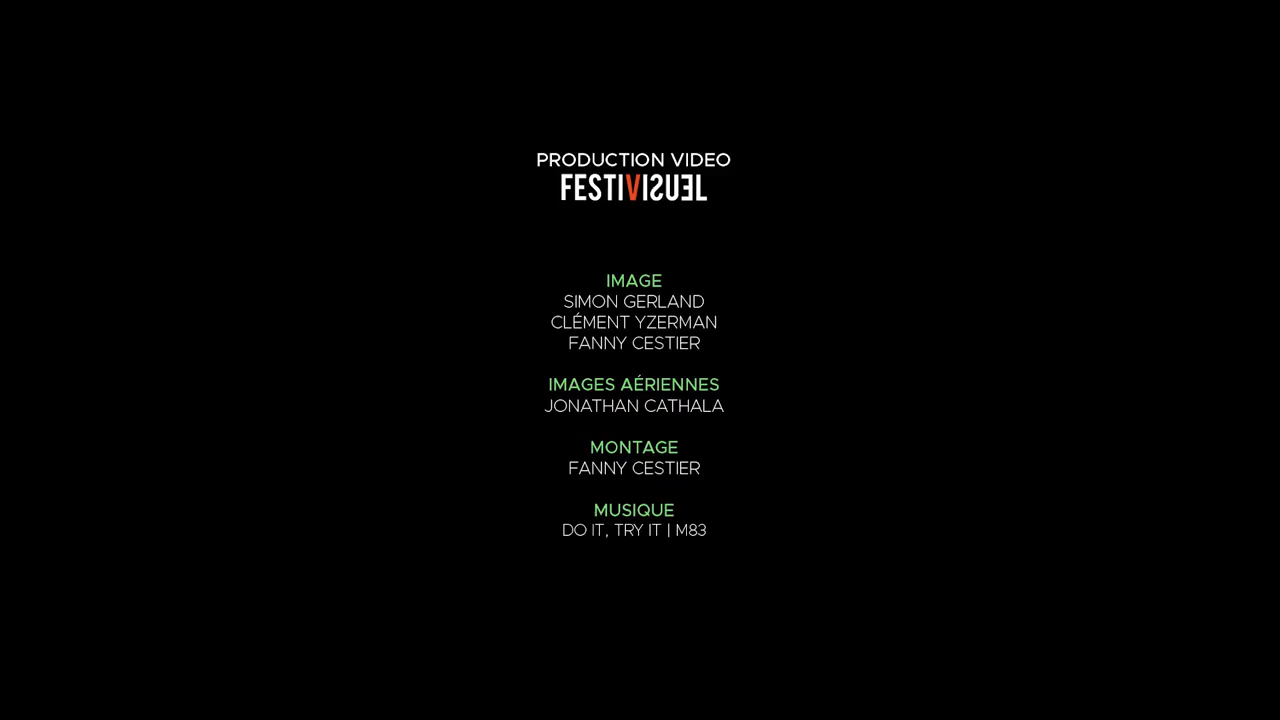 PRODUCTION VIDEO
FESTIVISUEL
IMAGE
SIMON GERLAND
CLÉMENT YZERMAN
FANNY CESTIER
IMAGES AÉRIENNES
JONATHAN CATHALA
MONTAGE
FANNY CESTIER
MUSIQUE
DO IT, TRY IT | M83